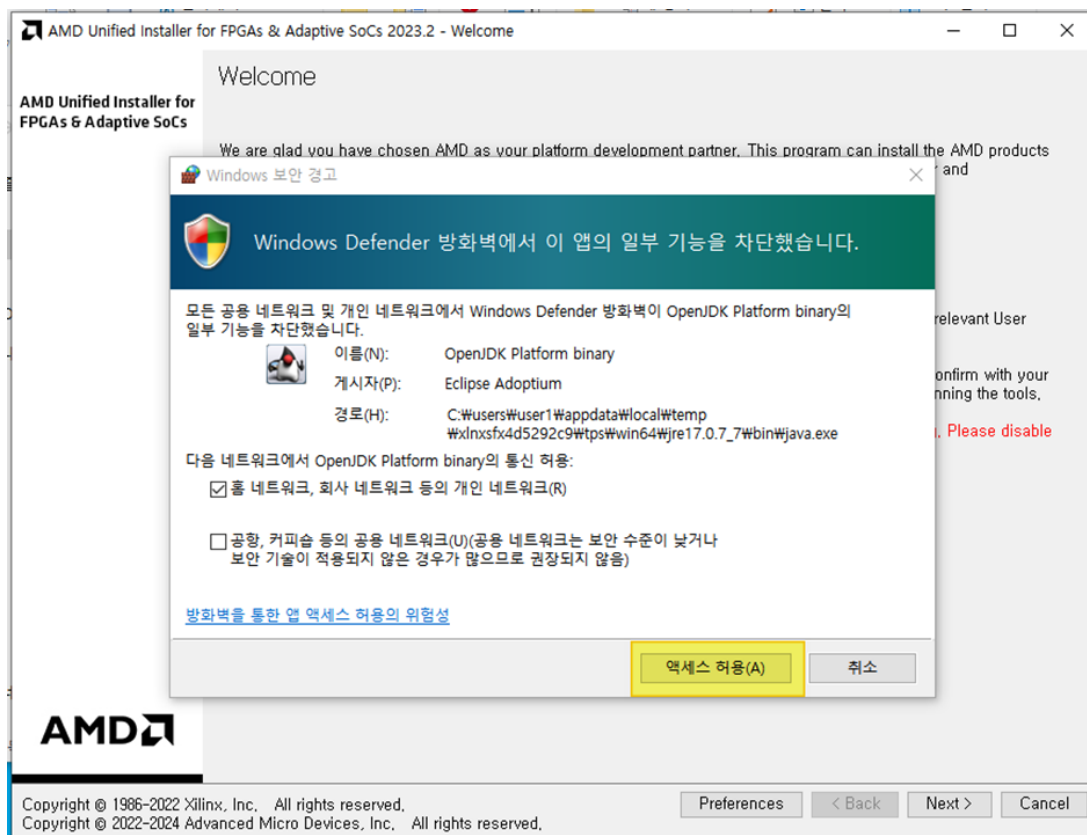 AMD Unified Installer for FPGAs & Adaptive SoCs 2023.2 - Welcome
Welcome
AMD Unified Installer for
FPGAs & Adaptive SoCs
We are glad you have chosen AMD as your platform development partner. This program can install the AMD products
and
Windows 보안 경고
Windows Defender 방화벽에서 이 앱의 일부 기능을 차단했습니다.
모든 공용 네트워크 및 개인 네트워크에서 Windows Defender 방화벽이 OpenJDK Platform binary의
일부 기능을 차단했습니다.
relevant User
이름(N): OpenJDK Platform binary
게시자(P): Eclipse Adoptium
onfirm with your
nning the tools.
경로(H): C:₩users₩user1₩appdata₩local₩temp
₩xlnxsfx4d5292c9₩tps₩win64₩jre17.0.7_7₩bin₩java.exe
Please disable
다음 네트워크에서 OpenJDK Platform binary의 통신 허용:
홈 네트워크, 회사 네트워크 등의 개인 네트워크(R)
공항, 커피숍 등의 공용 네트워크(U)(공용 네트워크는 보안 수준이 낮거나
보안 기술이 적용되지 않은 경우가 많으므로 권장되지 않음)
방화벽을 통한 앱 액세스 허용의 위험성
액세스 허용(A) 취소
AMD
Copyright © 1986-2022 Xilinx, Inc. All rights reserved.
Copyright © 2022-2024 Advanced Micro Devices, Inc. All rights reserved.
Preferences < Back Next > Cancel